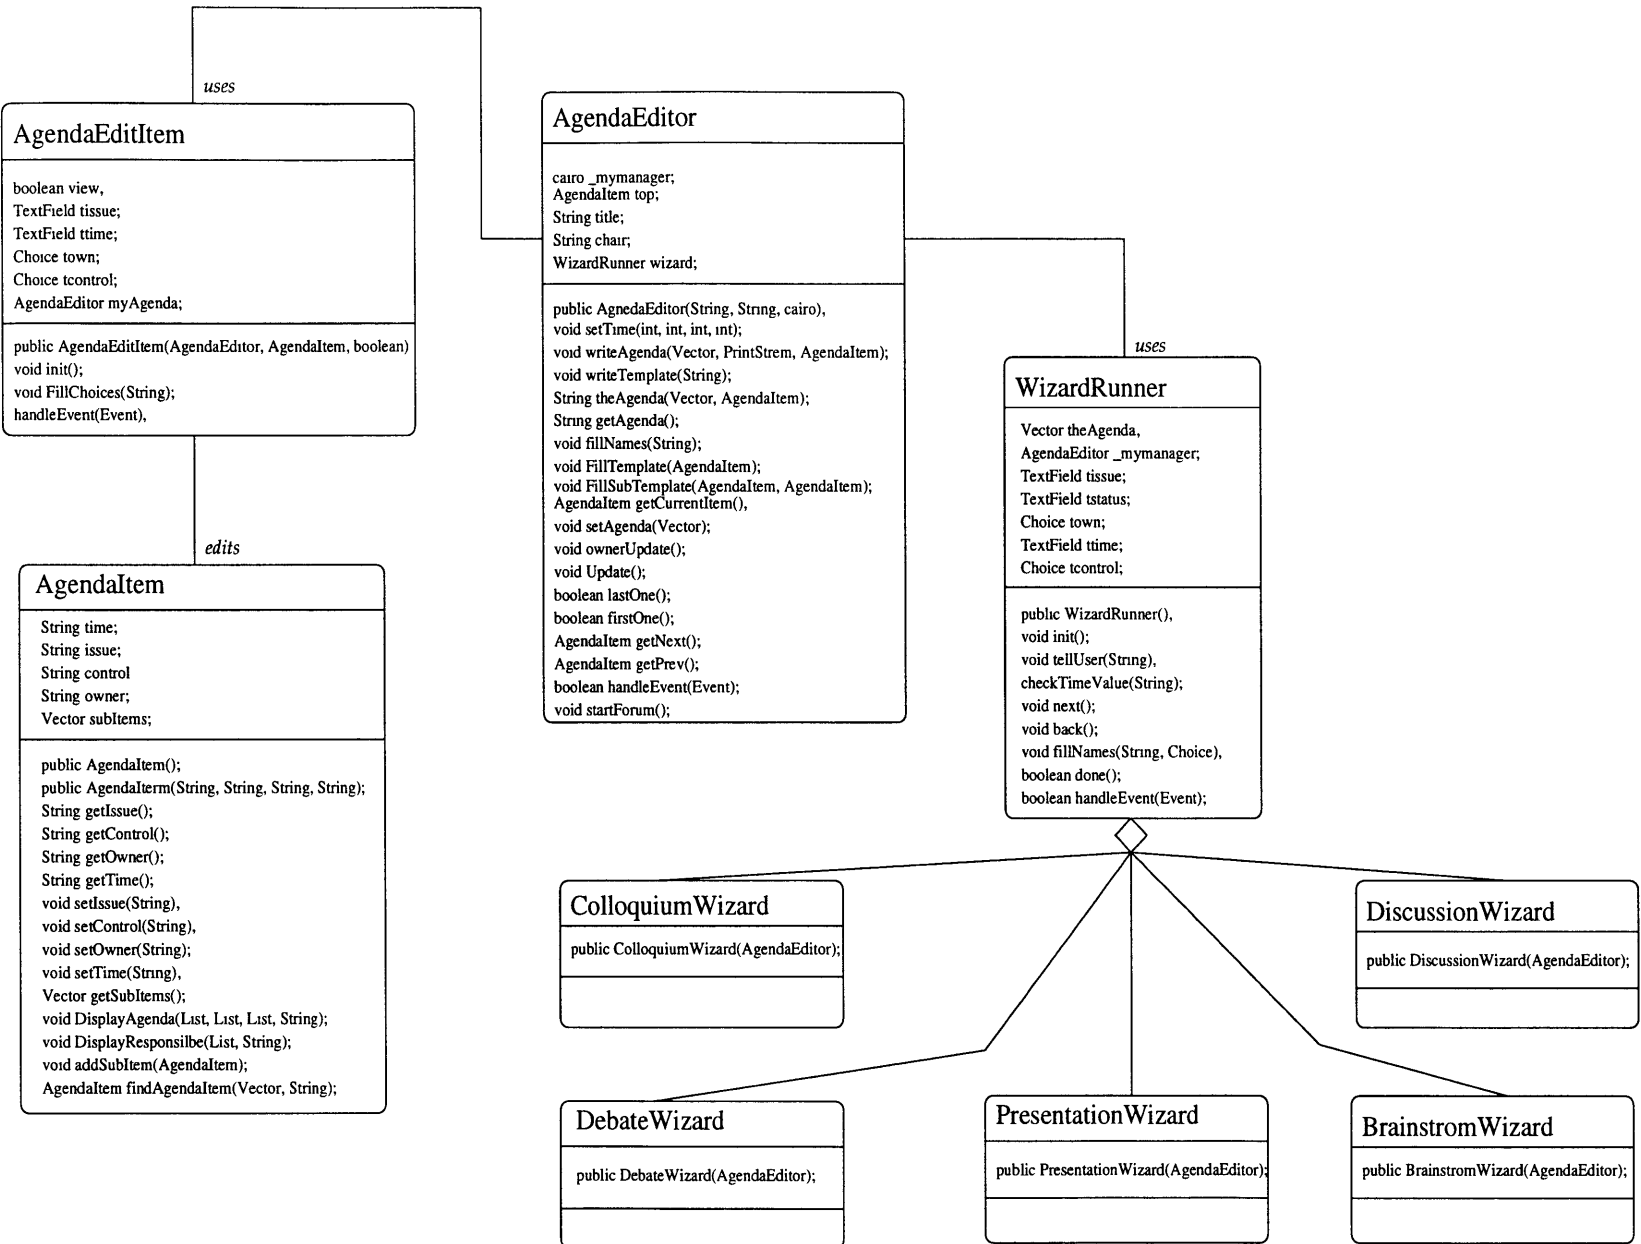 uses
AgendaEditItem
boolean view,
TextField tissue;
TextField ttime;
Choice town;
Choice tcontrol;
AgendaEditor myAgenda;
public AgendaEditItem(AgendaEditor, AgendaItem, boolean)
void init();
void FillChoices(String);
handleEvent(Event),
edits
AgendaItem
String time;
String issue;
String control
String owner;
Vector subItems;
public AgendaItem();
public AgendaIterm(String, String, String, String);
String getIssue();
String getControl();
String getOwner();
String getTime();
void setIssue(String),
void setControl(String),
void setOwner(String);
void setTime(String),
Vector getSubItems();
void DisplayAgenda(List, List, List, String);
void DisplayResponsilbe(List, String);
void addSubItem(AgendaItem);
AgendaItem findAgendaItem(Vector, String);
AgendaEditor
cairo _mymanager;
AgendaItem top;
String title;
String chair;
WizardRunner wizard;
public AgnedaEditor(String, String, cairo),
void setTime(int, int, int, int);
void writeAgenda(Vector, PrintStrem, AgendaItem);
void writeTemplate(String);
String theAgenda(Vector, AgendaItem);
String getAgenda();
void fillNames(String);
void FillTemplate(AgendaItem);
void FillSubTemplate(AgendaItem, AgendaItem);
AgendaItem getCurrentItem(),
void setAgenda(Vector);
void ownerUpdate();
void Update();
boolean lastOne();
boolean firstOne();
AgendaItem getNext();
AgendaItem getPrev();
boolean handleEvent(Event);
void startForum();
uses
WizardRunner
Vector theAgenda,
AgendaEditor _mymanager;
TextField tissue;
TextField tstatus;
Choice town;
TextField ttime;
Choice tcontrol;
public WizardRunner(),
void init();
void tellUser(String),
checkTimeValue(String);
void next();
void back();
void fillNames(String, Choice),
boolean done();
boolean handleEvent(Event);
ColloquiumWizard
public ColloquiumWizard(AgendaEditor);
DiscussionWizard
public DiscussionWizard(AgendaEditor);
DebateWizard
public DebateWizard(AgendaEditor);
PresentationWizard
public PresentationWizard(AgendaEditor);
BrainstromWizard
public BrainstromWizard(AgendaEditor);